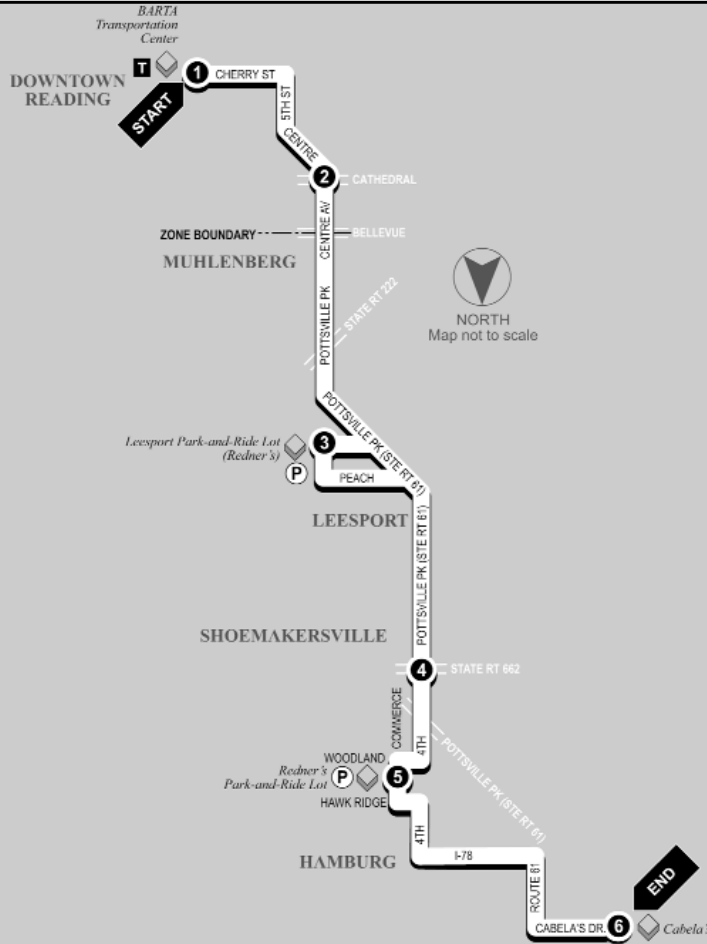 BARTA
Transportation
Center
T
DOWNTOWN
READING
START
1
CHERRY ST
5TH ST
CENTRE
2
CATHEDRAL
ZONE BOUNDARY
CENTRE AV
BELLEVUE
MUHLENBERG
POTTSVILLE PK
STATE RT 222
NORTH
Map not to scale
POTTSVILLE PK (STE RT 61)
Leesport Park-and-Ride Lot
(Redner's)
3
P
PEACH
LEESPORT
POTTSVILLE PK (STE RT 61)
SHOEMAKERSVILLE
4
STATE RT 662
COMMERCE
4TH
POTTSVILLE PK (STE RT 61)
WOODLAND
Redner's
Park-and-Ride Lot
P
5
HAWK RIDGE
4TH
HAMBURG
I-78
ROUTE 61
END
CABELA'S DR.
6
Cabela'